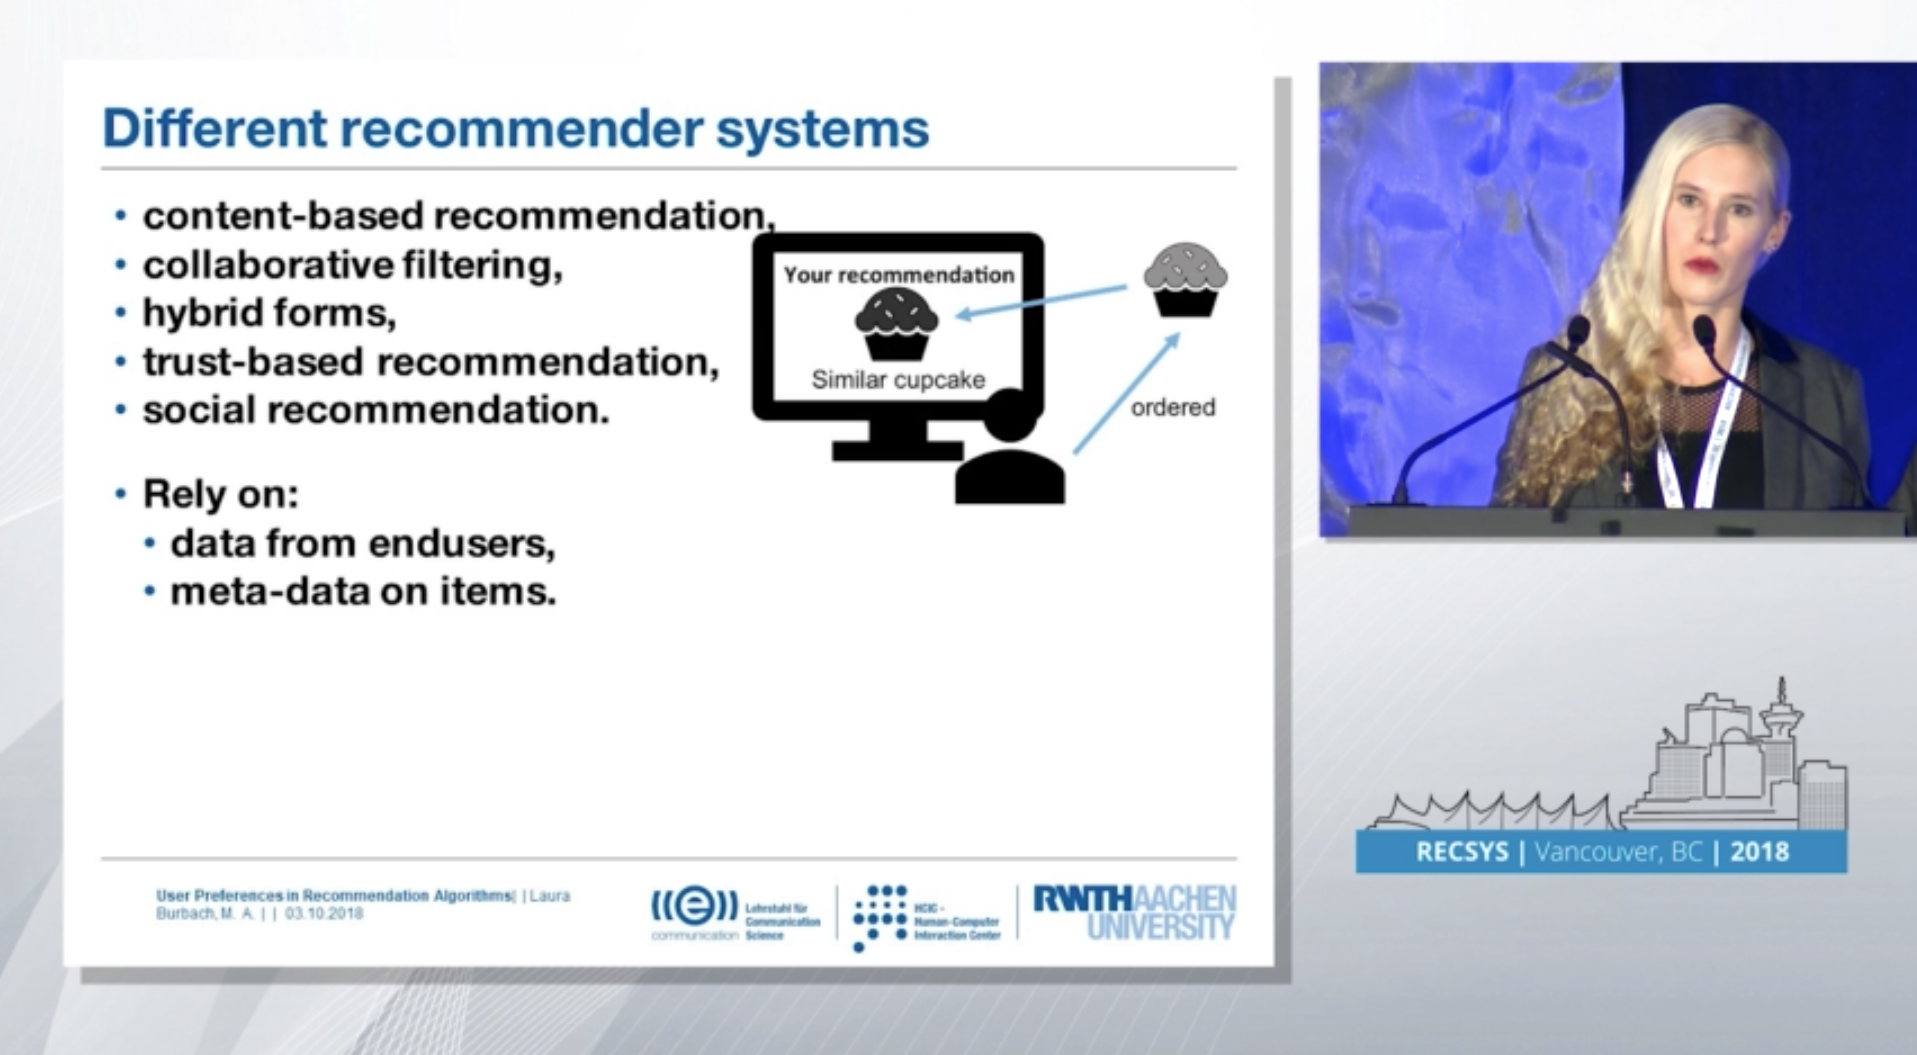 Different recommender systems
• content-based recommendation,
• collaborative filtering,
• hybrid forms,
• trust-based recommendation,
• social recommendation.
• Rely on:
• data from endusers,
• meta-data on items.
Your recommendation
Similar cupcake
ordered
User Preferences in Recommendation Algorithms| | Laura
Burbach, M. A. | | 03.10.2018
((e))
communication
Lehrstuhl für
Communication
Science
HCIC -
Human-Computer
Interaction Center
RWTHAACHEN
UNIVERSITY
RECSYS | Vancouver, BC | 2018